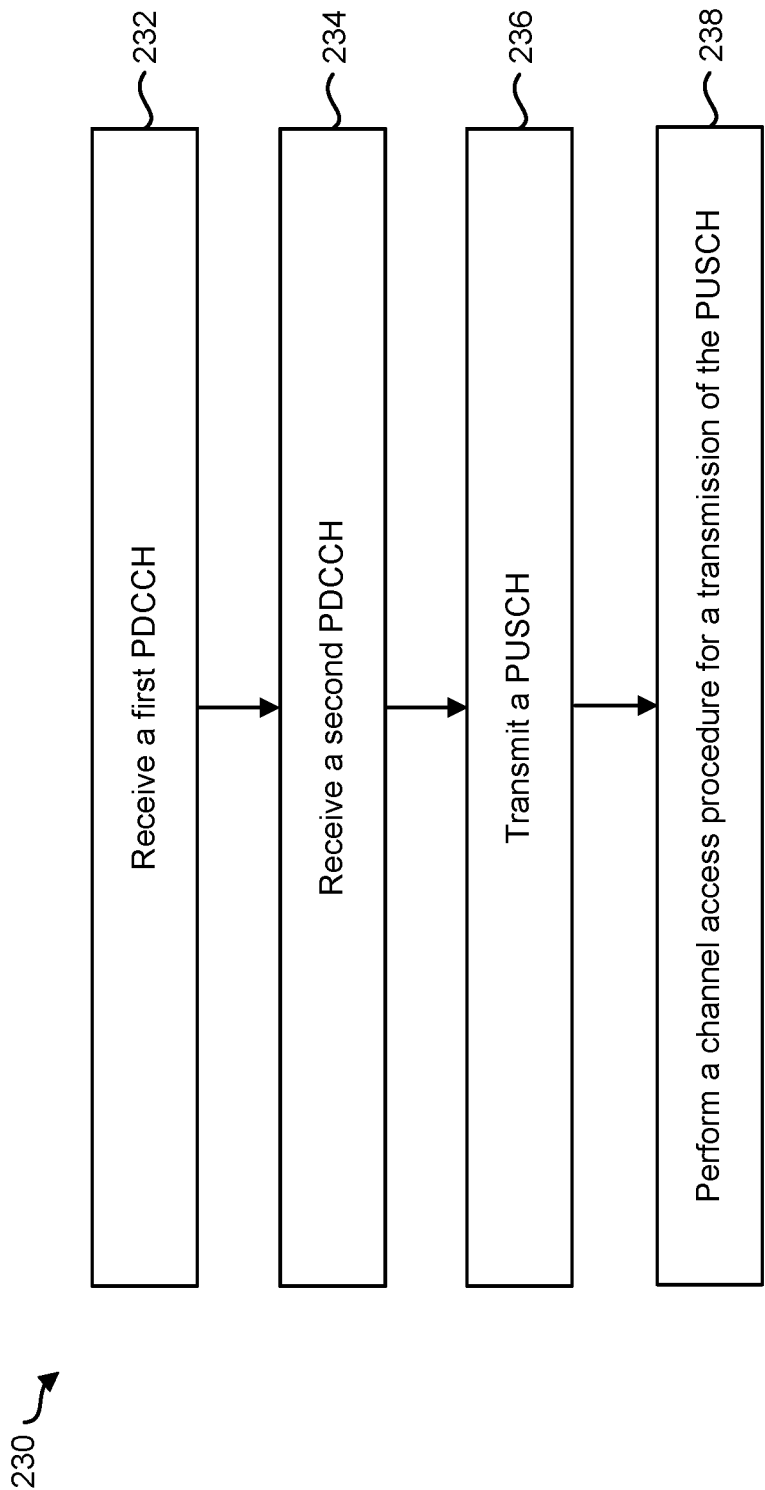 230
Receive a first PDCCH
232
Receive a second PDCCH
234
Transmit a PUSCH
236
Perform a channel access procedure for a transmission of the PUSCH
238